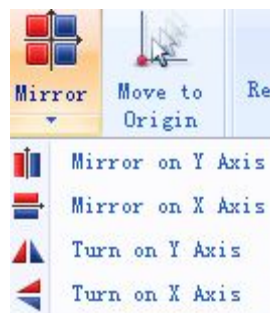 Mirror
Move to
Origin
Re
Mirror on Y Axis
Mirror on X Axis
Turn on Y Axis
Turn on X Axis